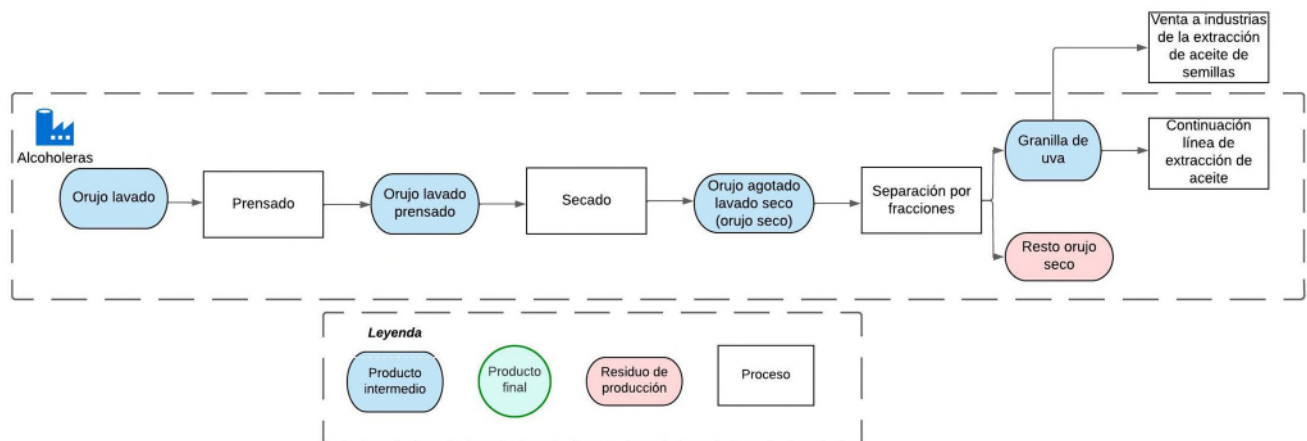 Venta a industrias
de la extracción
de aceite de
semillas
Alcoholeras
Orujo lavado
Prensado
Orujo lavado
prensado
Secado
Orujo agotado
lavado seco
(orujo seco)
Separación por
fracciones
Granilla de
uva
Continuación
línea de
extracción de
aceite
Resto orujo
seco
Leyenda
Producto
intermedio
Producto
final
Residuo de
producción
Proceso